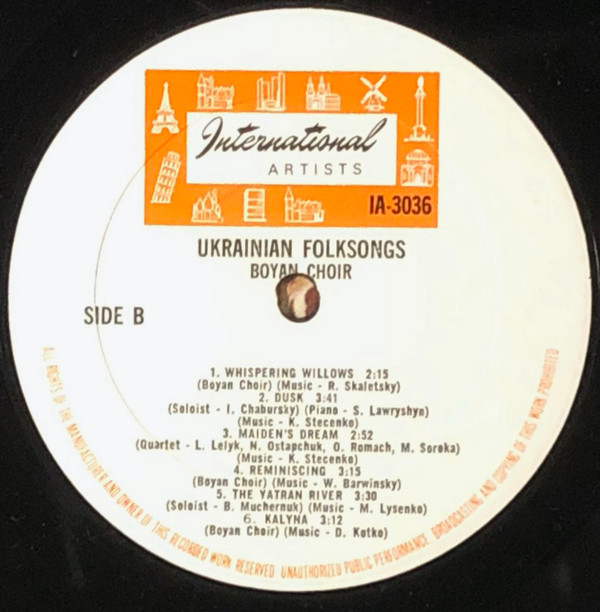 International
ARTISTS
IA-3036
UKRAINIAN FOLKSONGS
BOYAN CHOIR
SIDE B
1. WHISPERING WILLOWS 2:15
(Boyan Choir) (Music - R. Skaletsky)
2. DUSK 3:41
(Soloist - I. Chabursky) (Piano - S. Lawryshyn)
(Music - K. Stecenko)
3. MAIDEN'S DREAM 2:52
(Quartet - L. Lelyk, N. Ostapchuk, O. Romach, M. Soroka)
(Music - K. Stecenko)
4. REMINISCING 3:15
(Boyan Choir) (Music - W. Barwinsky)
5. THE YATRAN RIVER 3:30
(Soloist - B. Muchernuk) (Music - M. Lysenko)
6. KALYNA 3:12
(Boyan Choir) (Music - D. Kotko)
ALL RIGHTS OF THE MANUFACTURER AND OWNER OF THIS RECORDED WORK RESERVED UNAUTHORIZED PUBLIC PERFORMANCE BROADCASTING AND COPYING OF THIS WORK PROHIBITED